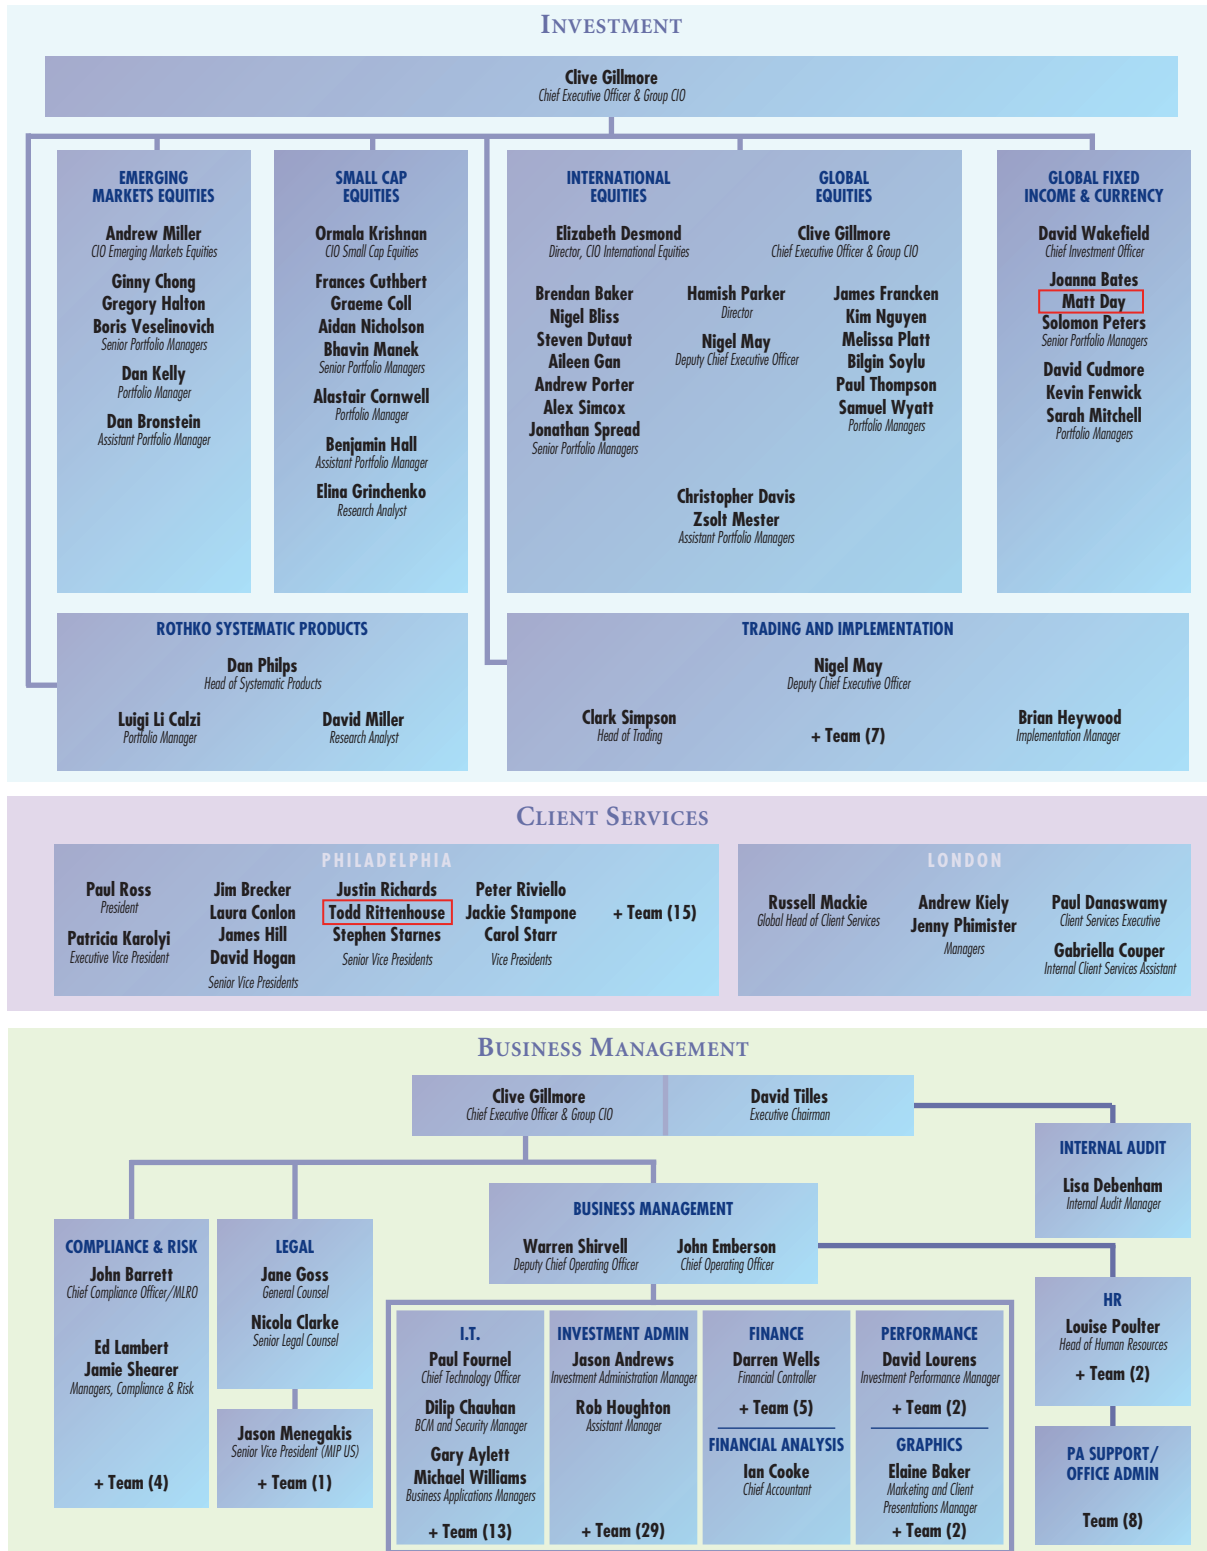 INVESTMENT
Clive Gillmore
Chief Executive Officer & Group CIO
EMERGING
MARKETS EQUITIES
Andrew Miller
CIO Emerging Markets Equities
Ginny Chong
Gregory Halton
Boris Veselinovich
Senior Portfolio Managers
Dan Kelly
Portfolio Manager
Dan Bronstein
Assistant Portfolio Manager
SMALL CAP
EQUITIES
Ormala Krishnan
CIO Small Cap Equities
Frances Cuthbert
Graeme Coll
Aidan Nicholson
Bhavin Manek
Senior Portfolio Managers
Alastair Cornwell
Portfolio Manager
Benjamin Hall
Assistant Portfolio Manager
Elina Grinchenko
Research Analyst
INTERNATIONAL
EQUITIES
Elizabeth Desmond
Director, CIO International Equities
Brendan Baker
Nigel Bliss
Steven Dutaut
Aileen Gan
Andrew Porter
Alex Simcox
Jonathan Spread
Senior Portfolio Managers
Hamish Parker
Director
Nigel May
Deputy Chief Executive Officer
GLOBAL
EQUITIES
Clive Gillmore
Chief Executive Officer & Group CIO
James Francken
Kim Nguyen
Melissa Platt
Bilgin Soylu
Paul Thompson
Samuel Wyatt
Portfolio Managers
Christopher Davis
Zsolt Mester
Assistant Portfolio Managers
GLOBAL FIXED
INCOME & CURRENCY
David Wakefield
Chief Investment Officer
Joanna Bates
Matt Day
Solomon Peters
Senior Portfolio Managers
David Cudmore
Kevin Fenwick
Sarah Mitchell
Portfolio Managers
ROTHKO SYSTEMATIC PRODUCTS
Dan Philps
Head of Systematic Products
Luigi Li Calzi
Portfolio Manager
David Miller
Research Analyst
TRADING AND IMPLEMENTATION
Nigel May
Deputy Chief Executive Officer
Clark Simpson
Head of Trading
+ Team (7)
Brian Heywood
Implementation Manager
CLIENT SERVICES
PHILADELPHIA
Paul Ross
President
Patricia Karolyi
Executive Vice President
Jim Brecker
Laura Conlon
James Hill
David Hogan
Senior Vice Presidents
Justin Richards
Todd Rittenhouse
Stephen Starnes
Senior Vice Presidents
Peter Riviello
Jackie Stampone
Carol Starr
Vice Presidents
+ Team (15)
LONDON
Russell Mackie
Global Head of Client Services
Andrew Kiely
Jenny Phimister
Managers
Paul Danaswamy
Client Services Executive
Gabriella Couper
Internal Client Services Assistant
BUSINESS MANAGEMENT
Clive Gillmore
Chief Executive Officer & Group CIO
David Tilles
Executive Chairman
INTERNAL AUDIT
Lisa Debenham
Internal Audit Manager
BUSINESS MANAGEMENT
Warren Shirvell
Deputy Chief Operating Officer
John Emberson
Chief Operating Officer
COMPLIANCE & RISK
John Barrett
Chief Compliance Officer/MLRO
Ed Lambert
Jamie Shearer
Managers, Compliance & Risk
+ Team (4)
LEGAL
Jane Goss
General Counsel
Nicola Clarke
Senior Legal Counsel
Jason Menegakis
Senior Vice President (MIP US)
+ Team (1)
I.T.
Paul Fournel
Chief Technology Officer
Dilip Chauhan
BCM and Security Manager
Gary Aylett
Michael Williams
Business Applications Managers
+ Team (13)
INVESTMENT ADMIN
Jason Andrews
Investment Administration Manager
Rob Houghton
Assistant Manager
+ Team (29)
FINANCE
Darren Wells
Financial Controller
+ Team (5)
FINANCIAL ANALYSIS
Ian Cooke
Chief Accountant
PERFORMANCE
David Lourens
Investment Performance Manager
+ Team (2)
GRAPHICS
Elaine Baker
Marketing and Client
Presentations Manager
+ Team (2)
HR
Louise Poulter
Head of Human Resources
+ Team (2)
PA SUPPORT/
OFFICE ADMIN
Team (8)